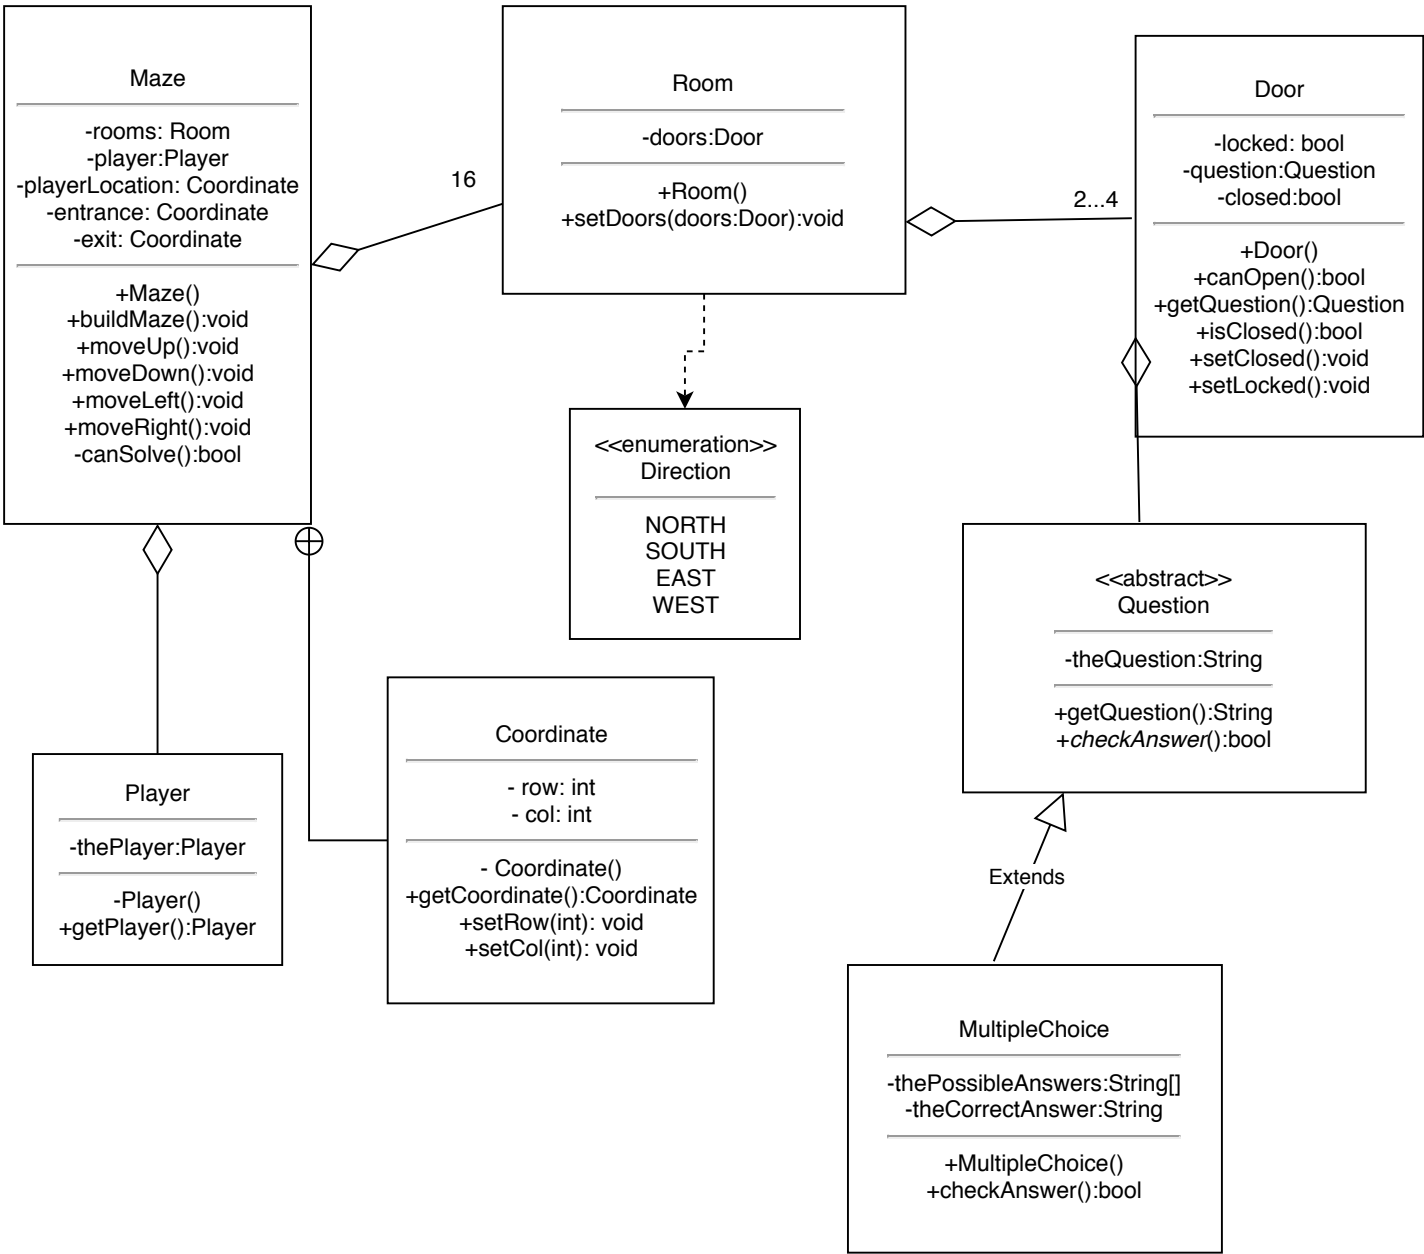 Maze
-rooms: Room
-player:Player
-playerLocation: Coordinate
-entrance: Coordinate
-exit: Coordinate
+Maze()
+buildMaze():void
+moveUp():void
+moveDown():void
+moveLeft():void
+moveRight():void
-canSolve():bool
16
Room
-doors:Door
+Room()
+setDoors(doors:Door):void
2...4
Door
-locked: bool
-question:Question
-closed:bool
+Door()
+canOpen():bool
+getQuestion():Question
+isClosed():bool
+setClosed():void
+setLocked():void
<<enumeration>>
Direction
NORTH
SOUTH
EAST
WEST
<<abstract>>
Question
-theQuestion:String
+getQuestion():String
+checkAnswer():bool
Player
-thePlayer:Player
-Player()
+getPlayer():Player
Coordinate
- row: int
- col: int
- Coordinate()
+getCoordinate():Coordinate
+setRow(int): void
+setCol(int): void
Extends
MultipleChoice
-thePossibleAnswers:String[]
-theCorrectAnswer:String
+MultipleChoice()
+checkAnswer():bool